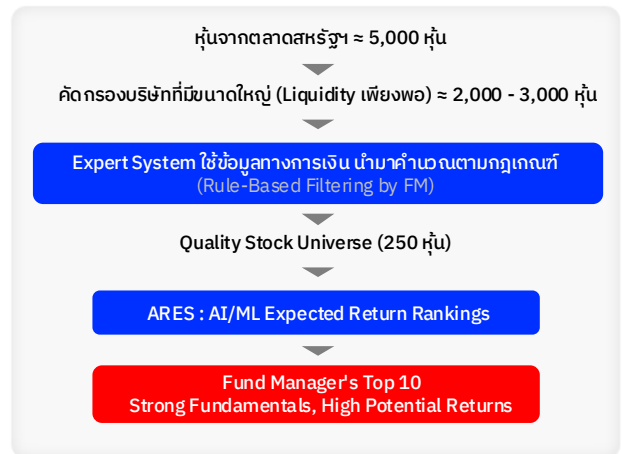 หุ้นจากตลาดสหรัฐฯ ≈ 5,000 หุ้น
คัดกรองบริษัทที่มีขนาดใหญ่ (Liquidity เพียงพอ) ≈ 2,000 - 3,000 หุ้น
Expert System ใช้ข้อมูลทางการเงิน นำมาคำนวณตามกฎเกณฑ์
(Rule-Based Filtering by FM)
Quality Stock Universe (250 หุ้น)
ARES : AI/ML Expected Return Rankings
Fund Manager's Top 10
Strong Fundamentals, High Potential Returns